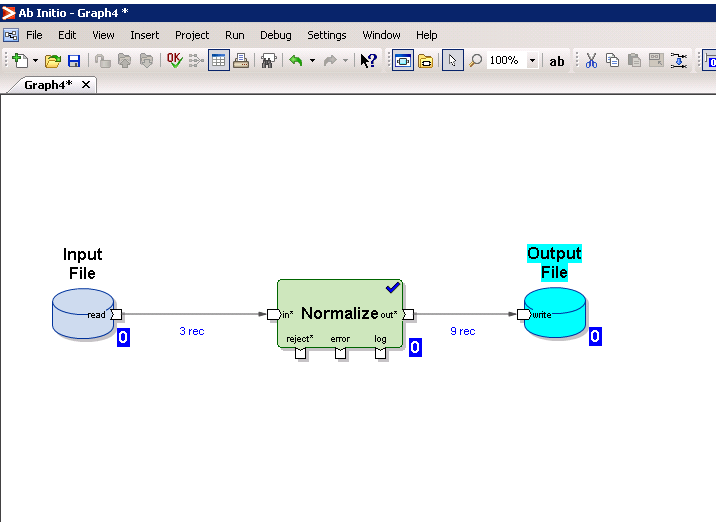 Ab Initio - Graph4 *
File Edit View Insert Project Run Debug Settings Window Help
OK 100% ab
Graph4*
Input
File
read
0
3 rec
in* Normalize out*
reject* error log
0
9 rec
Output
File
write
0